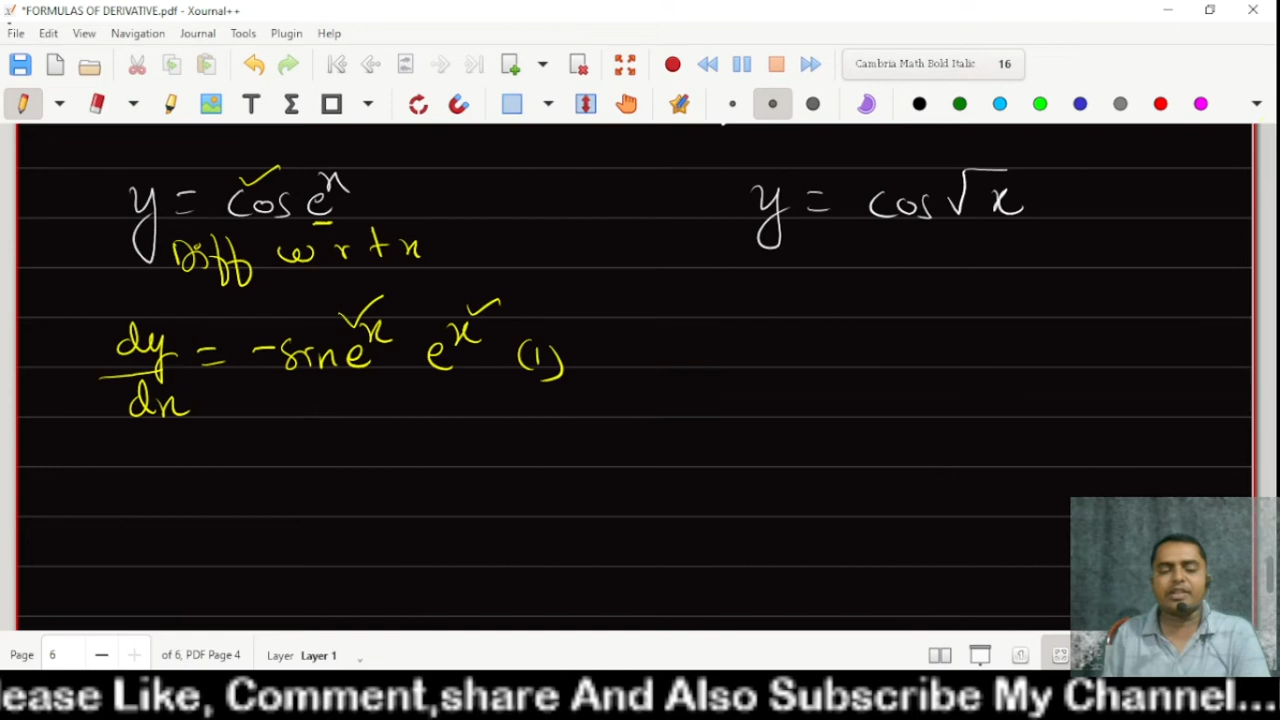 *FORMULAS OF DERIVATIVE.pdf - Xournal++
File Edit View Navigation Journal Tools Plugin Help
Cambria Math Bold Italic 16
y = cos e^x
y = cos √x
Diff w r t x
dy/dx = -sin e^x e^x (1)
Page 6 of 6, PDF Page 4 Layer Layer 1
lease Like, Comment,share And Also Subscribe My Channel...